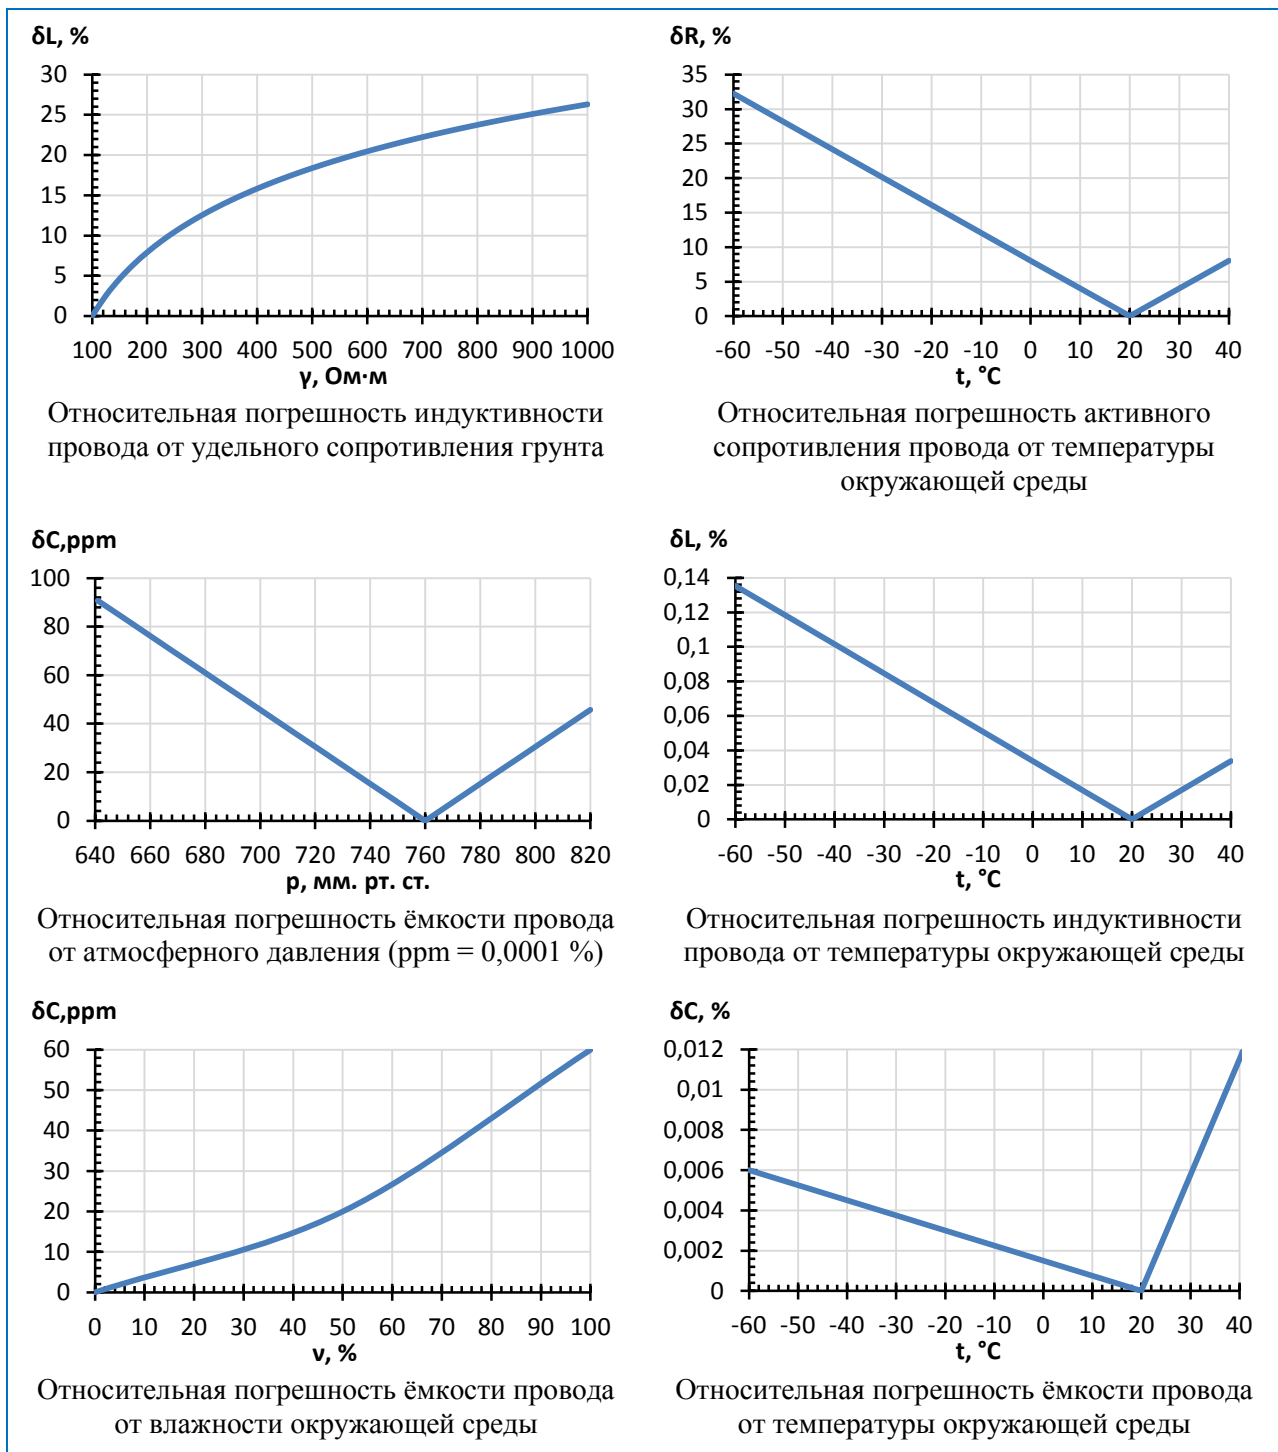 δL, %
30
25
20
15
10
5
0
100 200 300 400 500 600 700 800 900 1000
γ, Ом·м
Относительная погрешность индуктивности
провода от удельного сопротивления грунта
δR, %
35
30
25
20
15
10
5
0
-60 -50 -40 -30 -20 -10 0 10 20 30 40
t, °C
Относительная погрешность активного
сопротивления провода от температуры
окружающей среды
δC,ppm
100
80
60
40
20
0
640 660 680 700 720 740 760 780 800 820
p, мм. рт. ст.
Относительная погрешность ёмкости провода
от атмосферного давления (ppm = 0,0001 %)
δL, %
0,14
0,12
0,1
0,08
0,06
0,04
0,02
0
-60 -50 -40 -30 -20 -10 0 10 20 30 40
t, °C
Относительная погрешность индуктивности
провода от температуры окружающей среды
δC,ppm
60
50
40
30
20
10
0
0 10 20 30 40 50 60 70 80 90 100
ν, %
Относительная погрешность ёмкости провода
от влажности окружающей среды
δC, %
0,012
0,01
0,008
0,006
0,004
0,002
0
-60 -50 -40 -30 -20 -10 0 10 20 30 40
t, °C
Относительная погрешность ёмкости провода
от температуры окружающей среды